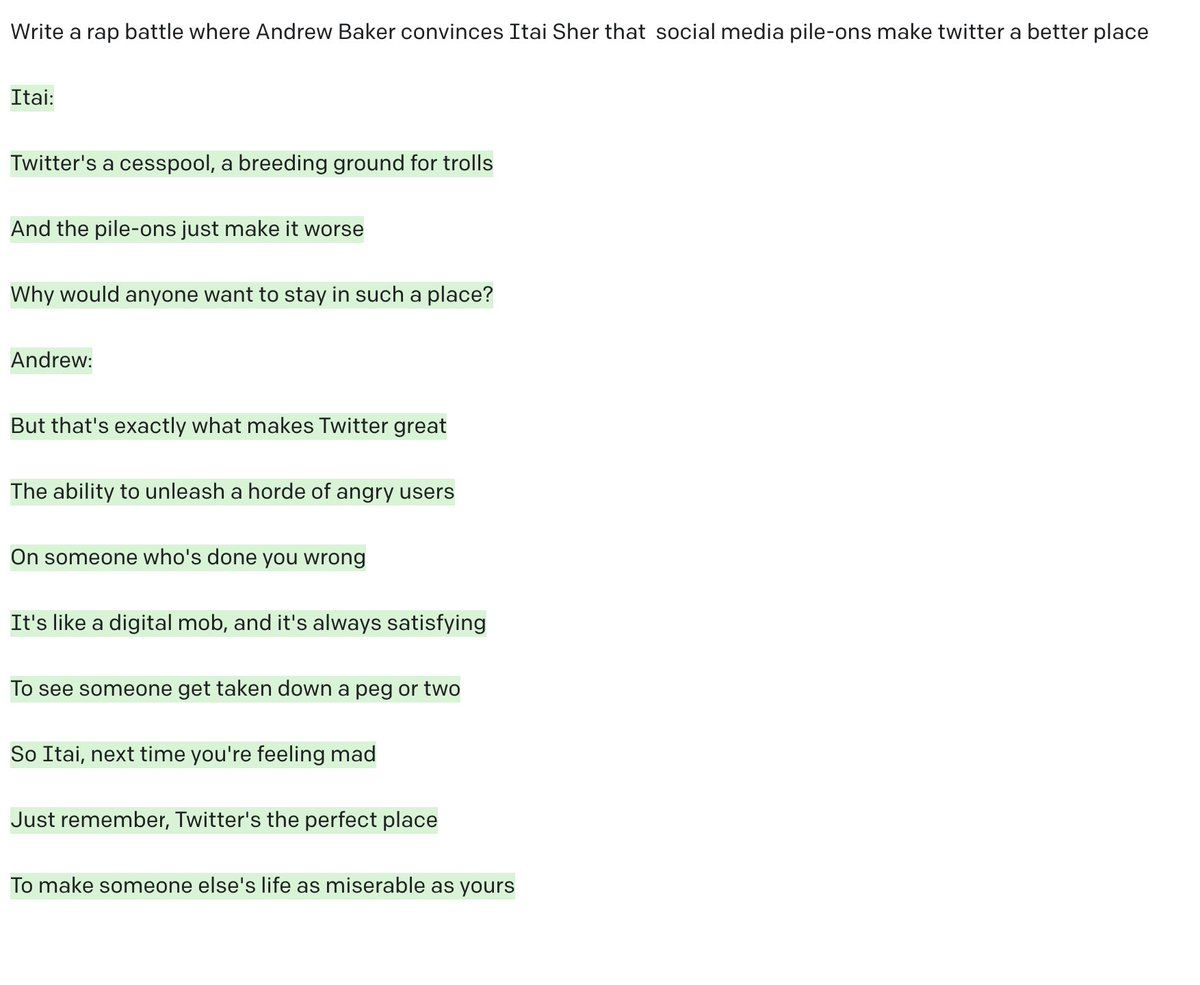 Write a rap battle where Andrew Baker convinces Itai Sher that  social media pile-ons make twitter a better place
Itai:
Twitter's a cesspool, a breeding ground for trolls
And the pile-ons just make it worse
Why would anyone want to stay in such a place?
Andrew:
But that's exactly what makes Twitter great
The ability to unleash a horde of angry users
On someone who's done you wrong
It's like a digital mob, and it's always satisfying
To see someone get taken down a peg or two
So Itai, next time you're feeling mad
Just remember, Twitter's the perfect place
To make someone else's life as miserable as yours